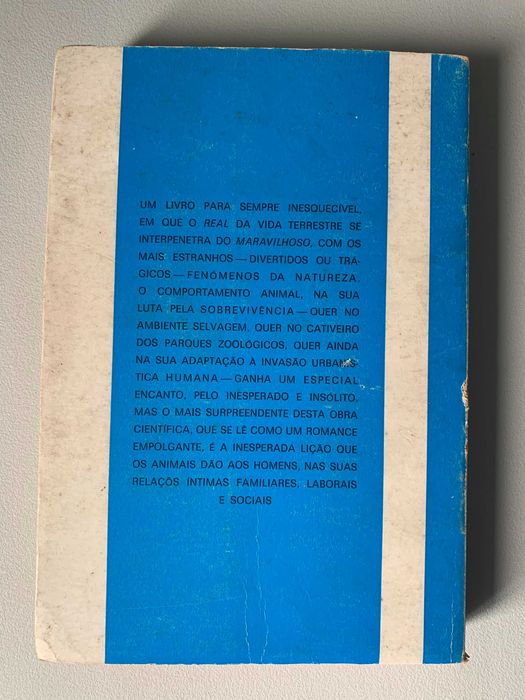 UM LIVRO PARA SEMPRE INESQUECÍVEL,
EM QUE O REAL DA VIDA TERRESTRE SE
INTERPENETRA DO MARAVILHOSO, COM OS
MAIS ESTRANHOS — DIVERTIDOS OU TRÁ-
GICOS — FENÓMENOS DA NATUREZA.
O COMPORTAMENTO ANIMAL, NA SUA
LUTA PELA SOBREVIVÊNCIA — QUER NO
AMBIENTE SELVAGEM, QUER NO CATIVEIRO
DOS PARQUES ZOOLÓGICOS, QUER AINDA
NA SUA ADAPTAÇÃO À INVASÃO URBANÍS-
TICA HUMANA — GANHA UM ESPECIAL
ENCANTO, PELO INESPERADO E INSÓLITO,
MAS O MAIS SURPREENDENTE DESTA OBRA
CIENTÍFICA, QUE SE LÊ COMO UM ROMANCE
EMPOLGANTE, É A INESPERADA LIÇÃO QUE
OS ANIMAIS DÃO AOS HOMENS, NAS SUAS
RELAÇÕS ÍNTIMAS FAMILIARES, LABORAIS
E SOCIAIS